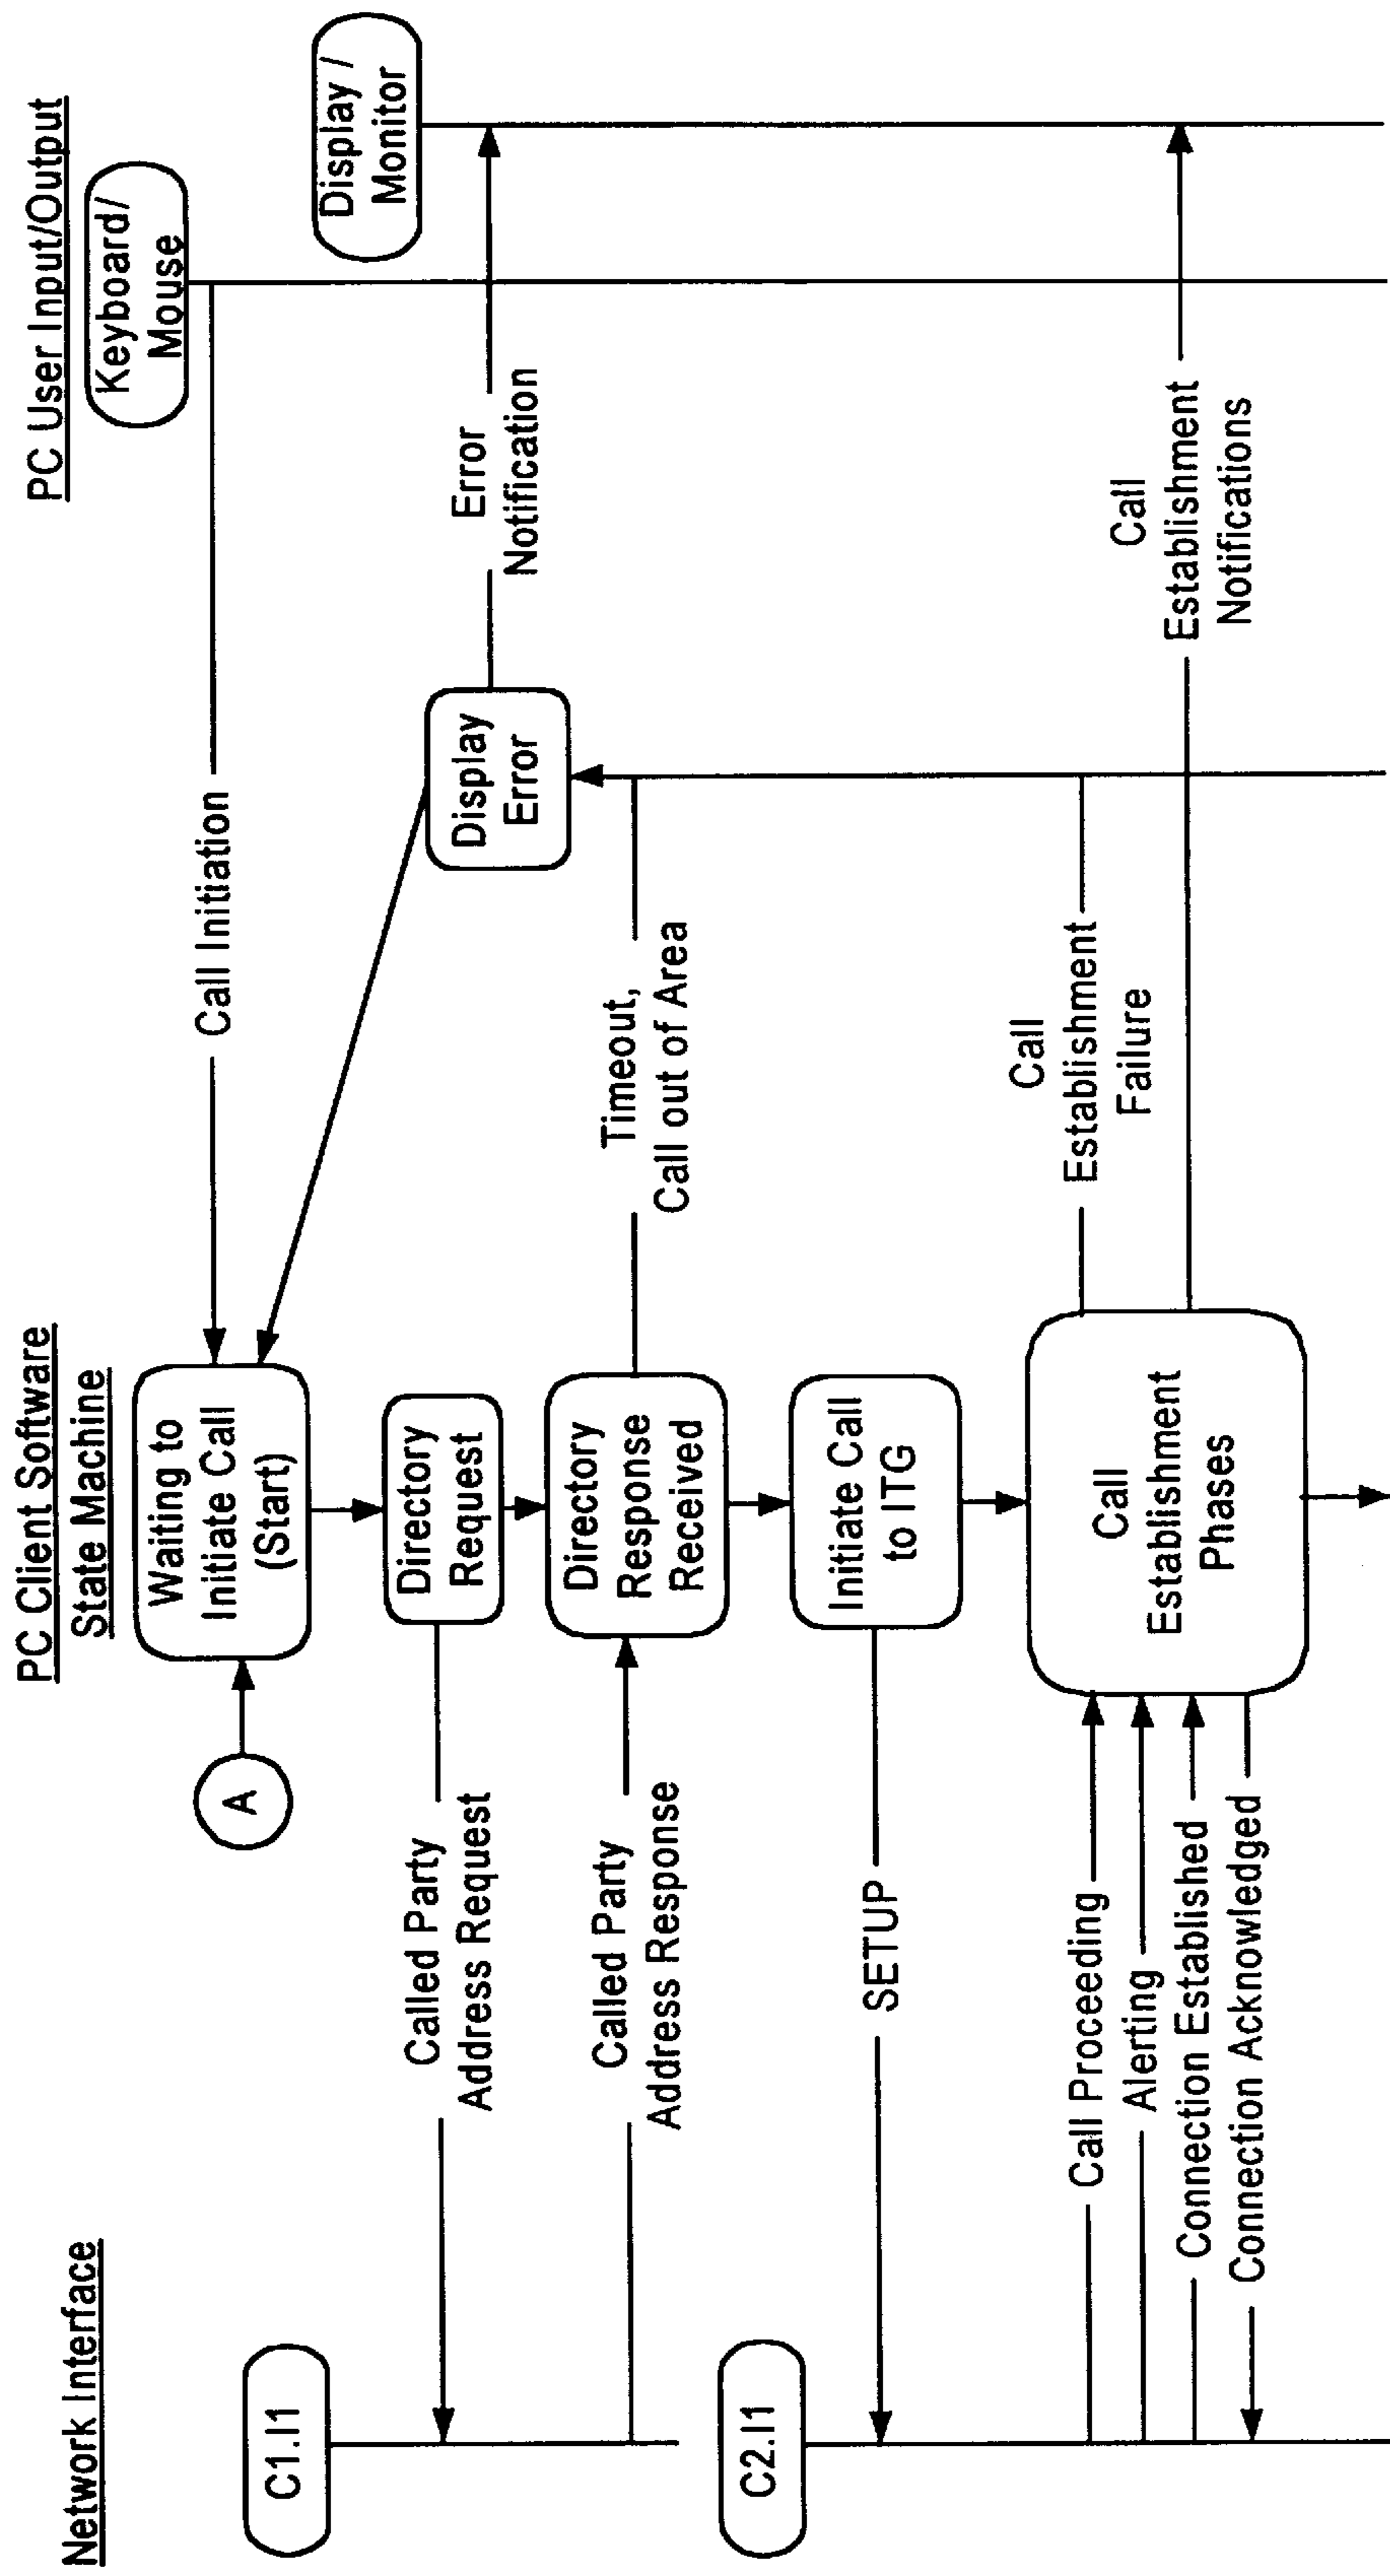 Network Interface
PC Client Software
State Machine
PC User Input/Output
Keyboard/
Mouse
Display /
Monitor
C1.I1
A
Waiting to
Initiate Call
(Start)
Call Initiation
Called Party
Address Request
Directory
Request
Display
Error
Error
Notification
Called Party
Address Response
Directory
Response
Received
Timeout,
Call out of Area
C2.I1
SETUP
Initiate Call
to ITG
Call Proceeding
Alerting
Connection Established
Connection Acknowledged
Call
Establishment
Phases
Call
Establishment
Failure
Call
Establishment
Notifications